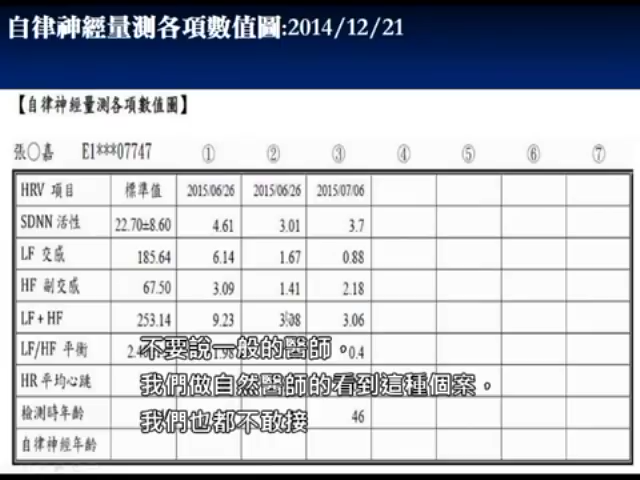 自律神經量測各項數值圖:2014/12/21
【自律神經量測各項數值圖】
張○嘉 E1***07747 ① ② ③ ④ ⑤ ⑥ ⑦
HRV 項目 標準值 2015/06/26 2015/06/26 2015/07/06
SDNN 活性 22.70±8.60 4.61 3.01 3.7
LF 交感 185.64 6.14 1.67 0.88
HF 副交感 67.50 3.09 1.41 2.18
LF+HF 253.14 9.23 3.08 3.06
LF/HF 平衡 0.4
HR平均心跳
檢測時年齡 46
自律神經年齡
不要說一般的醫師。
我們做自然醫師的看到這種個案。
我們也都不敢接